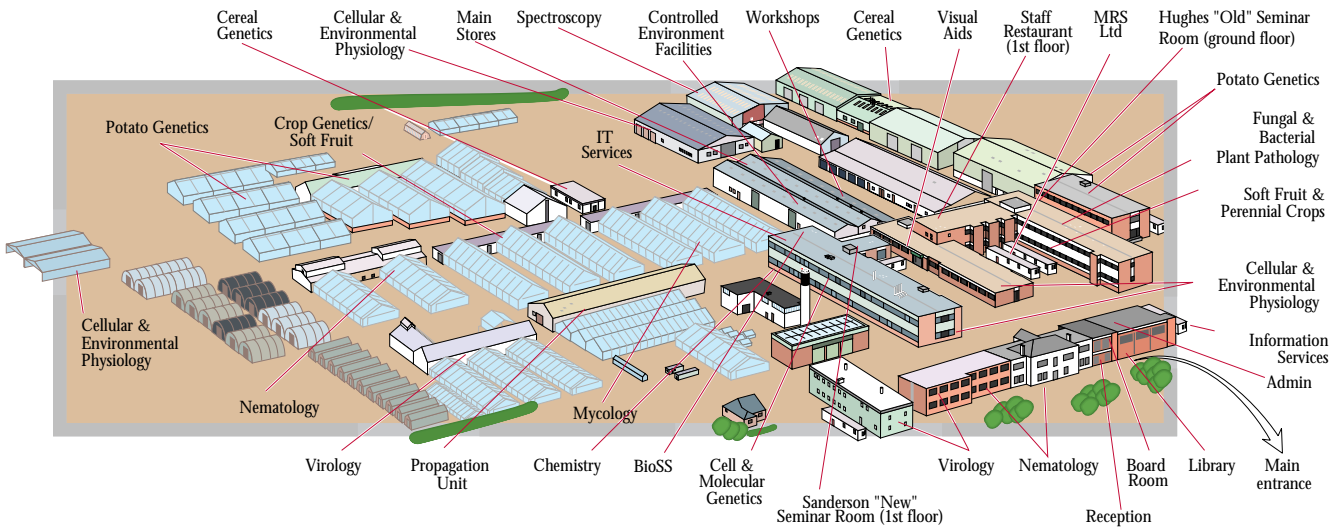 Cereal
Genetics
Cellular &
Environmental
Physiology
Main
Stores
Spectroscopy
Controlled
Environment
Facilities
Workshops
Cereal
Genetics
Visual
Aids
Staff
Restaurant
(1st floor)
MRS
Ltd
Hughes "Old" Seminar
Room (ground floor)
Potato Genetics
Fungal &
Bacterial
Plant Pathology
Soft Fruit &
Perennial Crops
Cellular &
Environmental
Physiology
Information
Services
Admin
Potato Genetics
Crop Genetics/
Soft Fruit
IT
Services
Cellular &
Environmental
Physiology
Nematology
Mycology
Virology
Propagation
Unit
Chemistry
BioSS
Cell &
Molecular
Genetics
Sanderson "New"
Seminar Room (1st floor)
Virology
Nematology
Board
Room
Library
Main
entrance
Reception